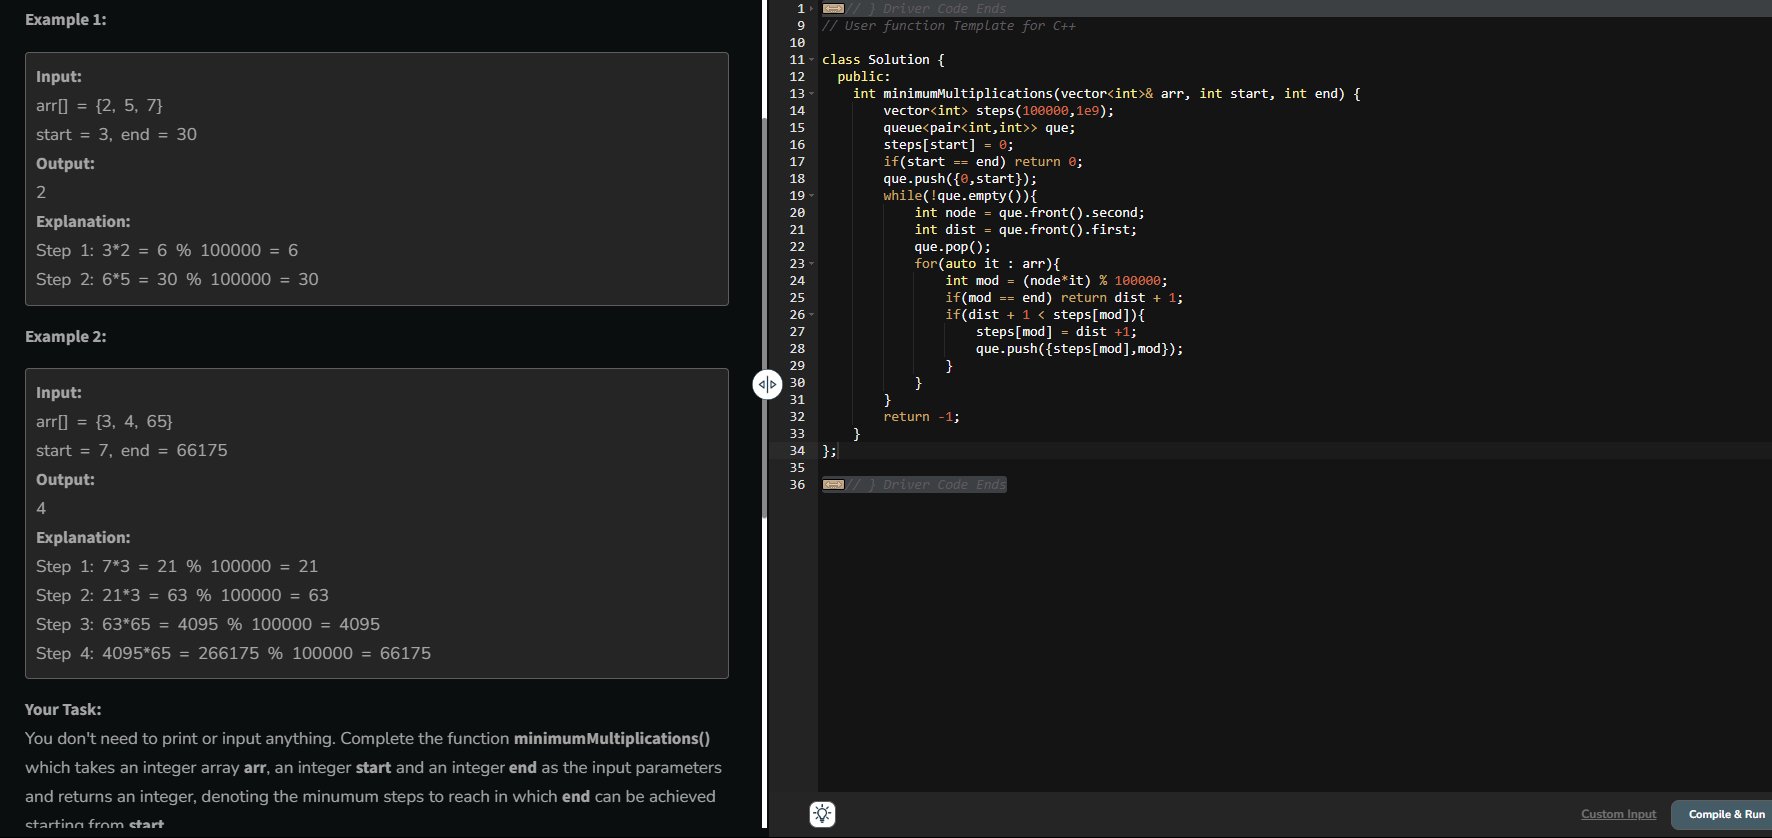 Example 1:
Input:
arr[] = {2, 5, 7}
start = 3, end = 30
Output:
2
Explanation:
Step 1: 3*2 = 6 % 100000 = 6
Step 2: 6*5 = 30 % 100000 = 30
Example 2:
Input:
arr[] = {3, 4, 65}
start = 7, end = 66175
Output:
4
Explanation:
Step 1: 7*3 = 21 % 100000 = 21
Step 2: 21*3 = 63 % 100000 = 63
Step 3: 63*65 = 4095 % 100000 = 4095
Step 4: 4095*65 = 266175 % 100000 = 66175
Your Task:
You don't need to print or input anything. Complete the function minimumMultiplications()
which takes an integer array arr, an integer start and an integer end as the input parameters
and returns an integer, denoting the minumum steps to reach in which end can be achieved
starting from start
1 // } Driver Code Ends
9 // User function Template for C++
10
11 class Solution {
12 public:
13 int minimumMultiplications(vector<int>& arr, int start, int end) {
14 vector<int> steps(100000,1e9);
15 queue<pair<int,int>> que;
16 steps[start] = 0;
17 if(start == end) return 0;
18 que.push({0,start});
19 while(!que.empty()){
20 int node = que.front().second;
21 int dist = que.front().first;
22 que.pop();
23 for(auto it : arr){
24 int mod = (node*it) % 100000;
25 if(mod == end) return dist + 1;
26 if(dist + 1 < steps[mod]){
27 steps[mod] = dist +1;
28 que.push({steps[mod],mod});
29 }
30 }
31 }
32 return -1;
33 }
34 };
35
36 // } Driver Code Ends
Custom Input
Compile & Run